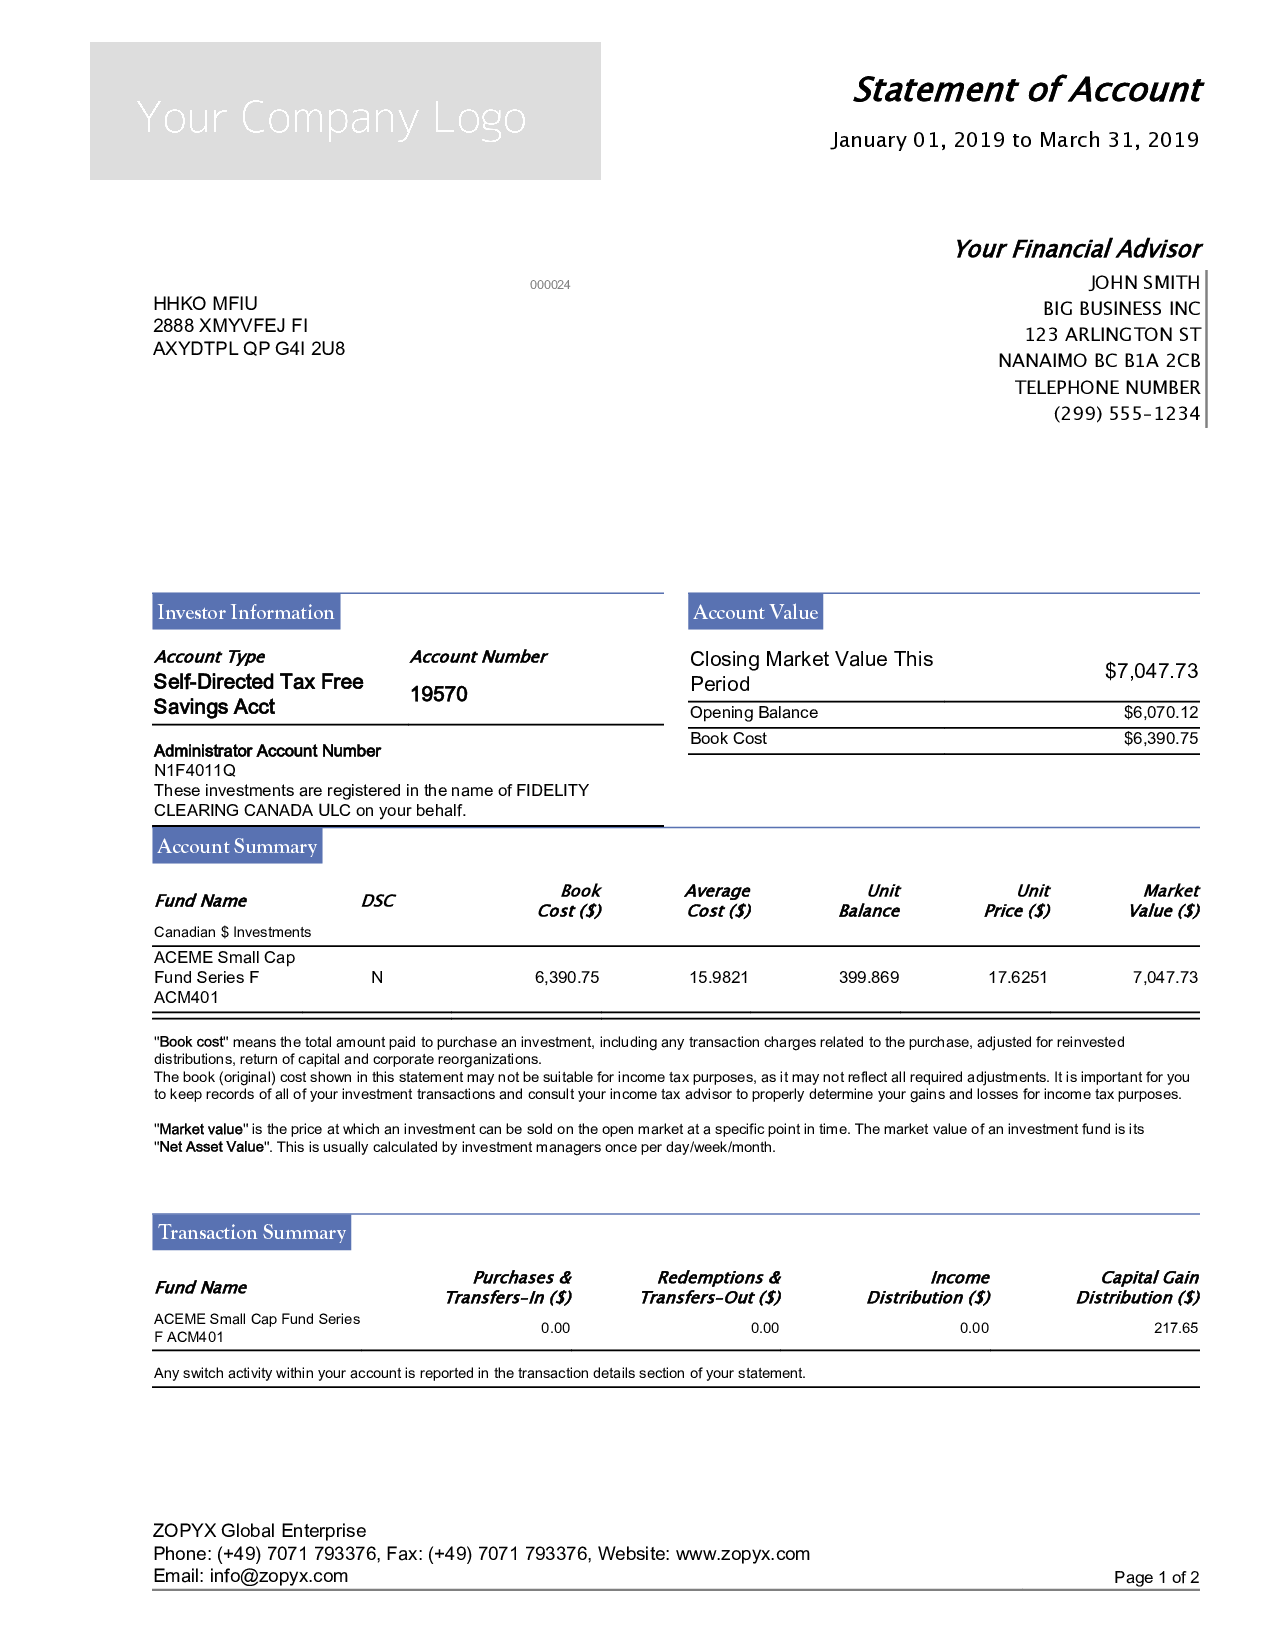 Your Company Logo
Statement of Account
January 01, 2019 to March 31, 2019
Your Financial Advisor
JOHN SMITH
BIG BUSINESS INC
123 ARLINGTON ST
NANAIMO BC B1A 2CB
TELEPHONE NUMBER
(299) 555-1234
000024
HHKO MFIU
2888 XMYVFEJ FI
AXYDTPL QP G4I 2U8
Investor Information
Account Type Account Number
Self-Directed Tax Free
Savings Acct
19570
Administrator Account Number
N1F4011Q
These investments are registered in the name of FIDELITY
CLEARING CANADA ULC on your behalf.
Account Value
Closing Market Value This
Period
$7,047.73
Opening Balance $6,070.12
Book Cost $6,390.75
Account Summary
Fund Name DSC Book Cost ($) Average Cost ($) Unit Balance Unit Price ($) Market Value ($)
Canadian $ Investments
ACEME Small Cap
Fund Series F N 6,390.75 15.9821 399.869 17.6251 7,047.73
ACM401
"Book cost" means the total amount paid to purchase an investment, including any transaction charges related to the purchase, adjusted for reinvested
distributions, return of capital and corporate reorganizations.
The book (original) cost shown in this statement may not be suitable for income tax purposes, as it may not reflect all required adjustments. It is important for you
to keep records of all of your investment transactions and consult your income tax advisor to properly determine your gains and losses for income tax purposes.
"Market value" is the price at which an investment can be sold on the open market at a specific point in time. The market value of an investment fund is its
"Net Asset Value". This is usually calculated by investment managers once per day/week/month.
Transaction Summary
Fund Name Purchases & Transfers-In ($) Redemptions & Transfers-Out ($) Income Distribution ($) Capital Gain Distribution ($)
ACEME Small Cap Fund Series
F ACM401
0.00 0.00 0.00 217.65
Any switch activity within your account is reported in the transaction details section of your statement.
ZOPYX Global Enterprise
Phone: (+49) 7071 793376, Fax: (+49) 7071 793376, Website: www.zopyx.com
Email: info@zopyx.com
Page 1 of 2